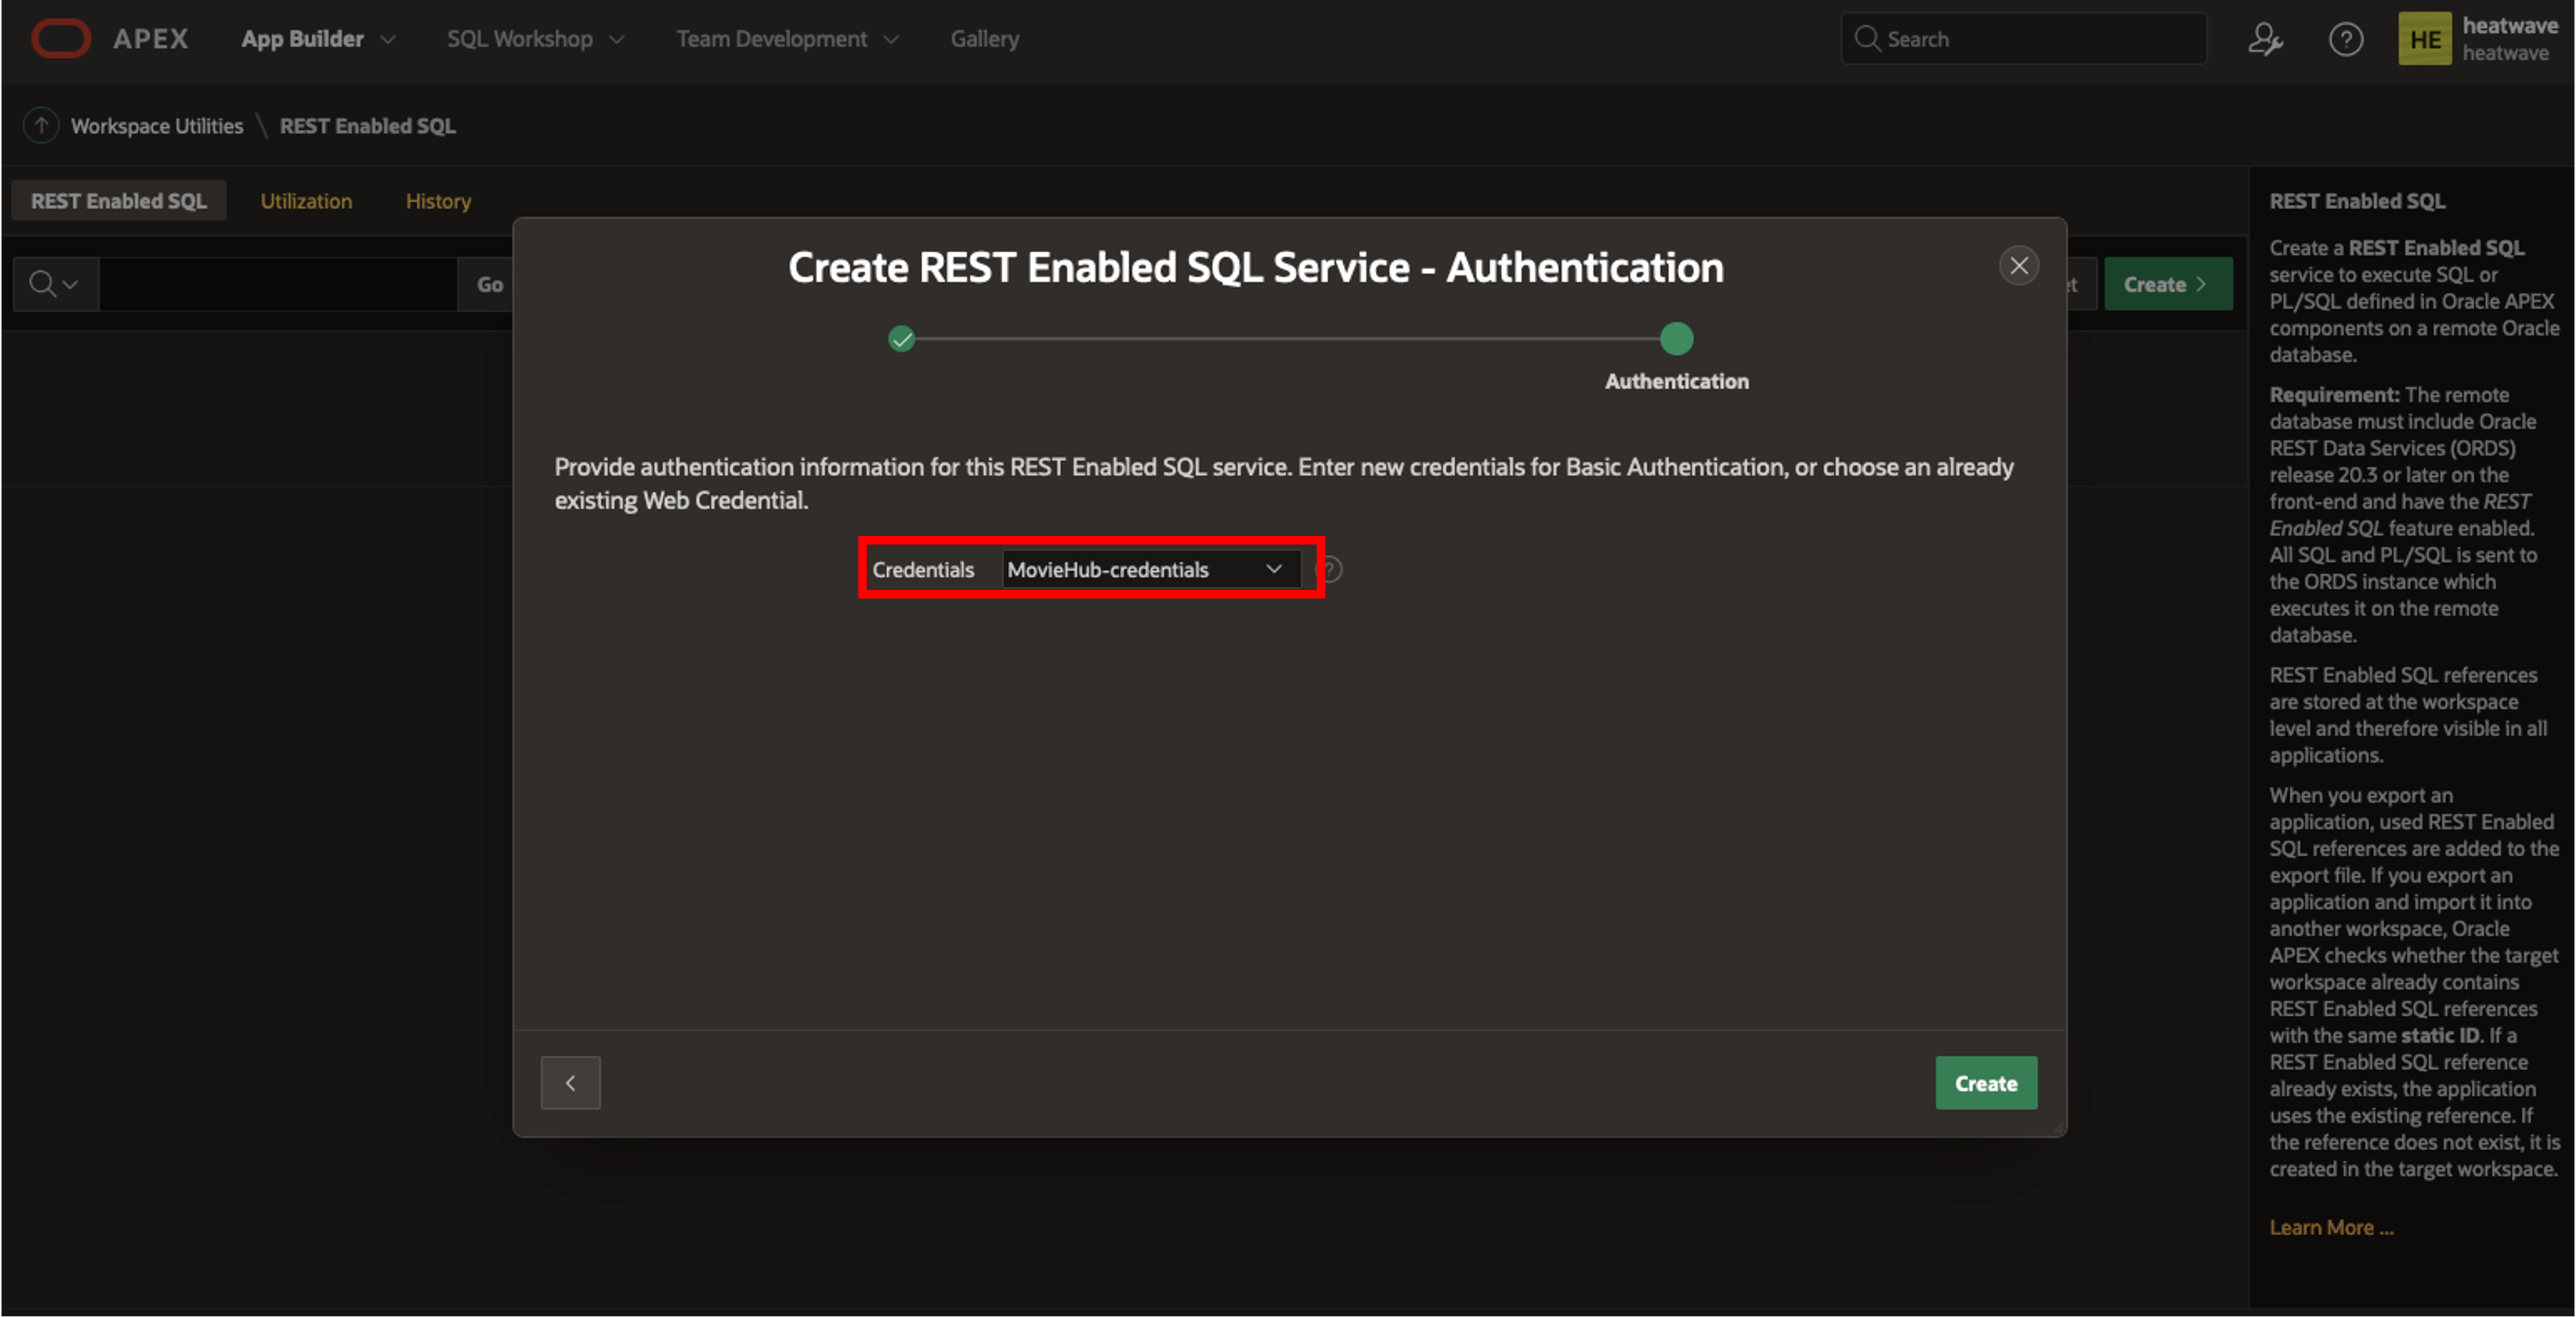 APEX App Builder SQL Workshop Team Development Gallery Search HE heatwave
heatwave
Workspace Utilities \ REST Enabled SQL
REST Enabled SQL Utilization History
Go
Create
Create REST Enabled SQL Service - Authentication
Authentication
Provide authentication information for this REST Enabled SQL service. Enter new credentials for Basic Authentication, or choose an already
existing Web Credential.
Credentials MovieHub-credentials
Create
REST Enabled SQL
Create a REST Enabled SQL
service to execute SQL or
PL/SQL defined in Oracle APEX
components on a remote Oracle
database.
Requirement: The remote
database must include Oracle
REST Data Services (ORDS)
release 20.3 or later on the
front-end and have the REST
Enabled SQL feature enabled.
All SQL and PL/SQL is sent to
the ORDS instance which
executes it on the remote
database.
REST Enabled SQL references
are stored at the workspace
level and therefore visible in all
applications.
When you export an
application, used REST Enabled
SQL references are added to the
export file. If you export an
application and import it into
another workspace, Oracle
APEX checks whether the target
workspace already contains
REST Enabled SQL references
with the same static ID. If a
REST Enabled SQL reference
already exists, the application
uses the existing reference. If
the reference does not exist, it is
created in the target workspace.
Learn More ...